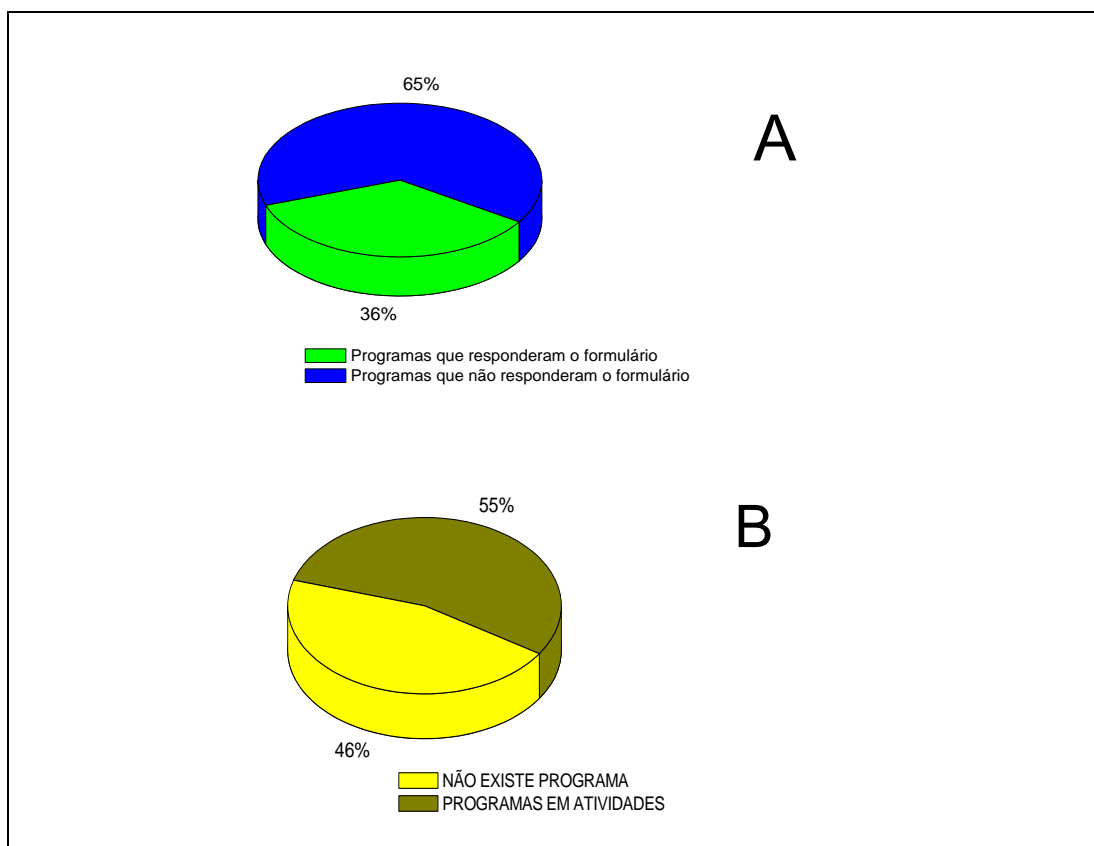 65%
A
36%
Programas que responderam o formulário
Programas que não responderam o formulário
55%
B
46%
NÃO EXISTE PROGRAMA
PROGRAMAS EM ATIVIDADES